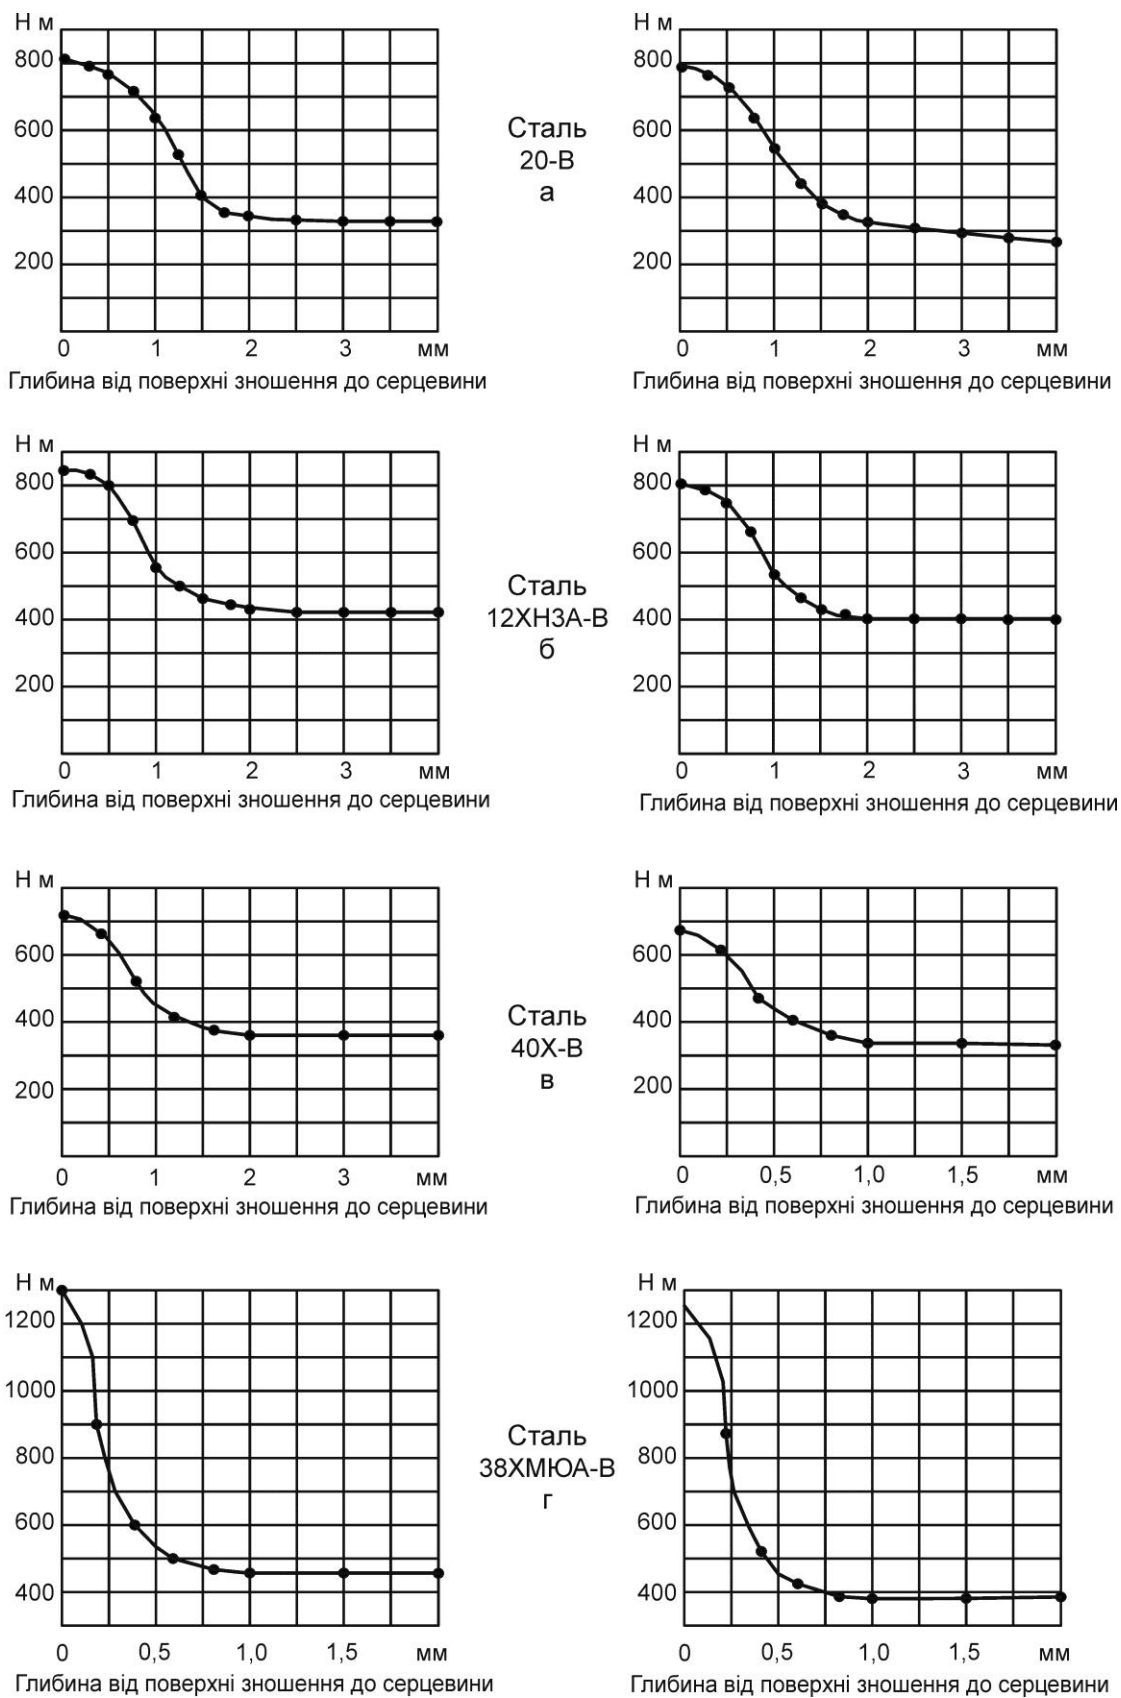 Н м
800
600
400
200
0 1 2 3 мм
Глибина від поверхні зношення до серцевини
Сталь
20-В
а
Н м
800
600
400
200
0 1 2 3 мм
Глибина від поверхні зношення до серцевини
Н м
800
600
400
200
0 1 2 3 мм
Глибина від поверхні зношення до серцевини
Сталь
12ХН3А-В
б
Н м
800
600
400
200
0 1 2 3 мм
Глибина від поверхні зношення до серцевини
Н м
600
400
200
0 1 2 3 мм
Глибина від поверхні зношення до серцевини
Сталь
40Х-В
в
Н м
600
400
200
0 0,5 1,0 1,5 мм
Глибина від поверхні зношення до серцевини
Н м
1200
1000
800
600
400
0 0,5 1,0 1,5 мм
Глибина від поверхні зношення до серцевини
Сталь
38ХМЮА-В
г
Н м
1200
1000
800
600
400
0 0,5 1,0 1,5 мм
Глибина від поверхні зношення до серцевини